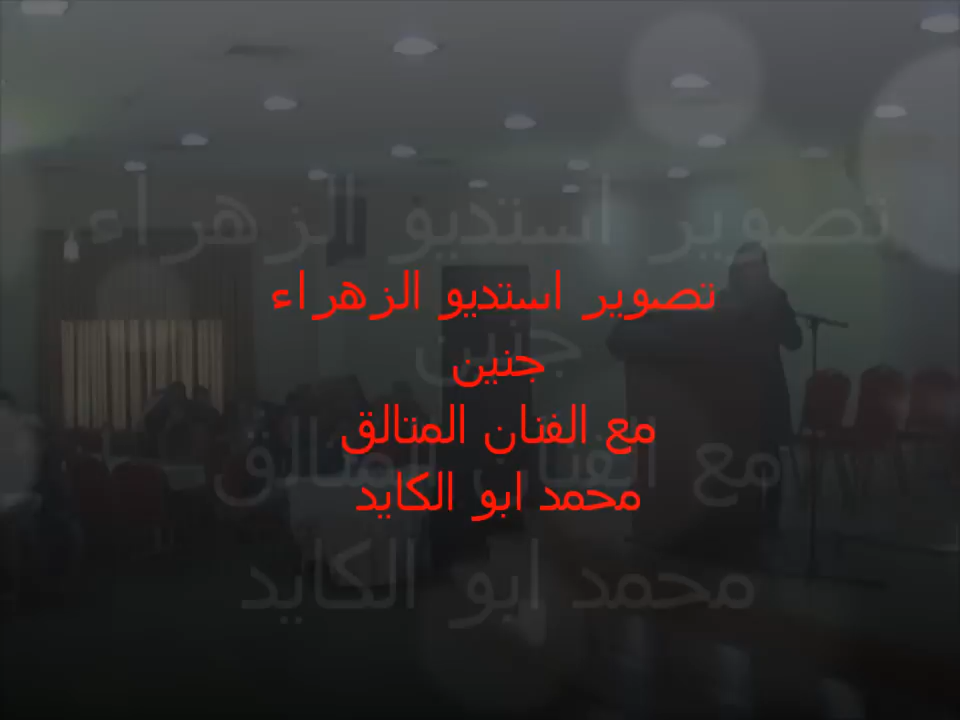 تصوير استديو الزهراء
جنين
مع الفنان المتالق
محمد ابو الكايد